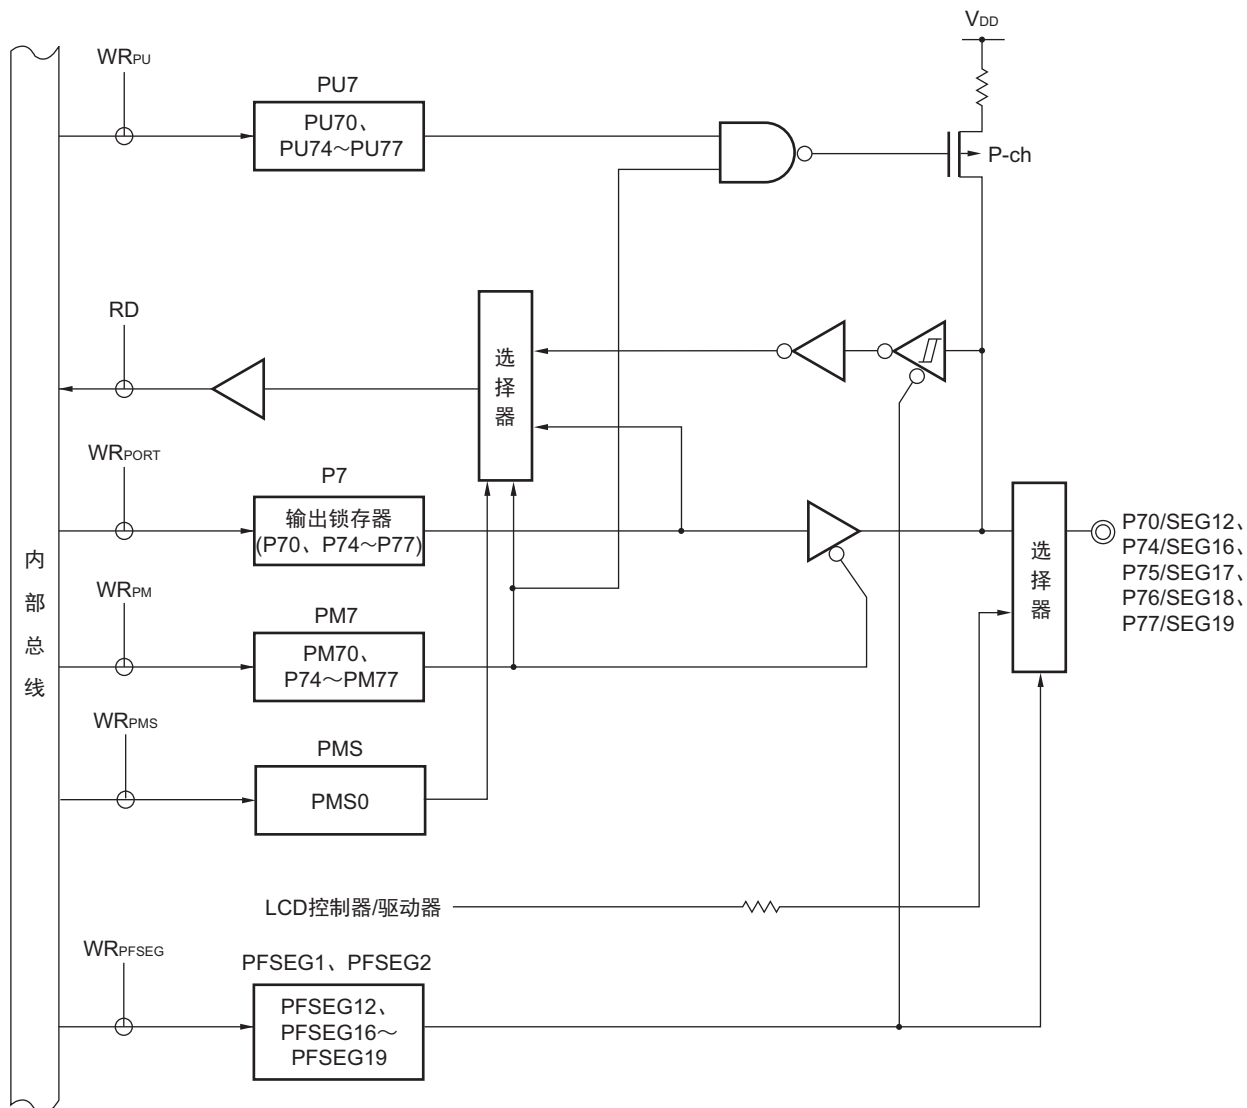 VDD
WRPU
PU7
PU70、
PU74～PU77
P-ch
RD
选
择
器
WRPORT
P7
输出锁存器
(P70、P74～P77)
P70/SEG12、
P74/SEG16、
P75/SEG17、
P76/SEG18、
P77/SEG19
选
择
器
内
部
总
线
WRPM
PM7
PM70、
P74～PM77
WRPMS
PMS
PMS0
LCD控制器/驱动器
WRPFSEG
PFSEG1、PFSEG2
PFSEG12、
PFSEG16～
PFSEG19